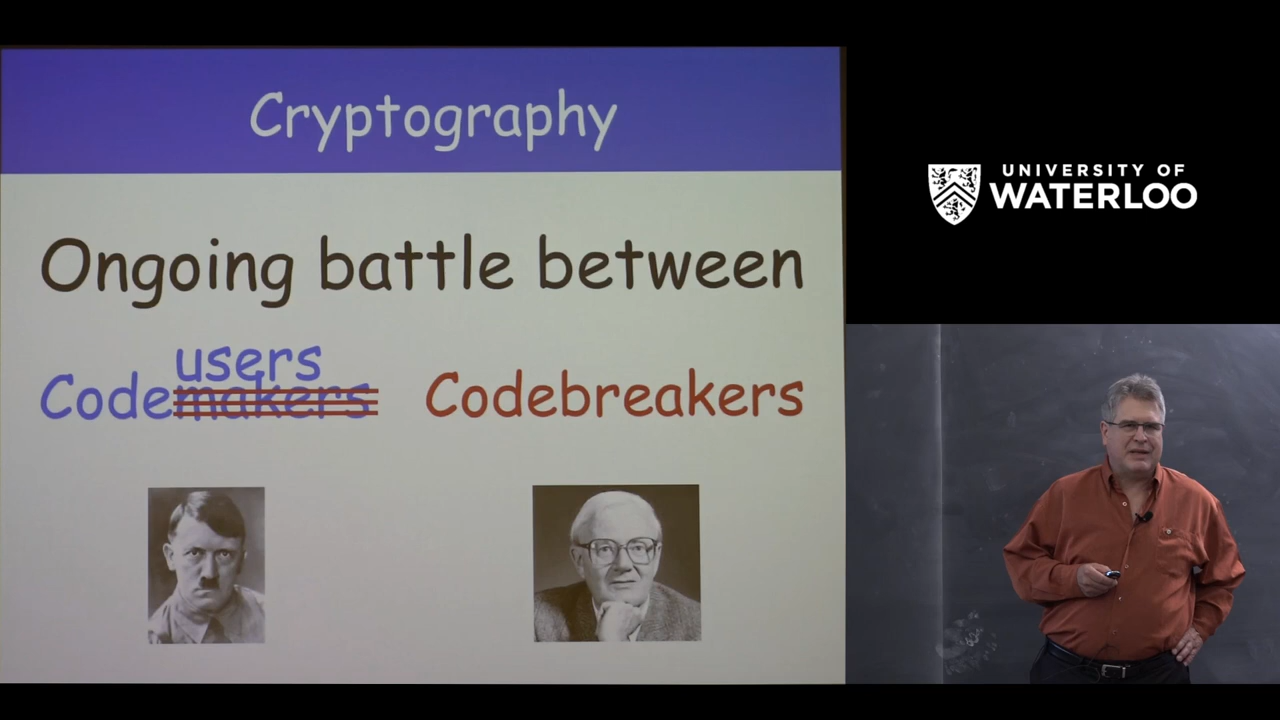 Cryptography
Ongoing battle between
users
Codemakers
Codebreakers
UNIVERSITY OF
WATERLOO